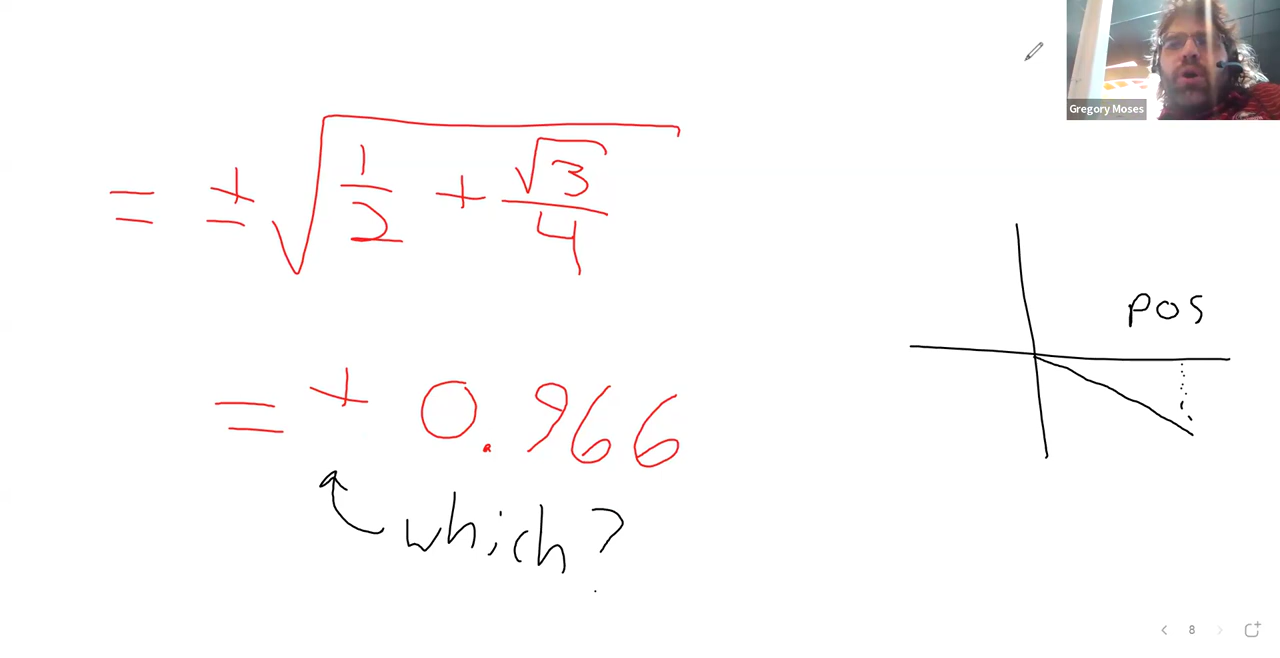 Gregory Moses
= ± √(1/2 + √3/4)
pos
= + 0.966
which?
8